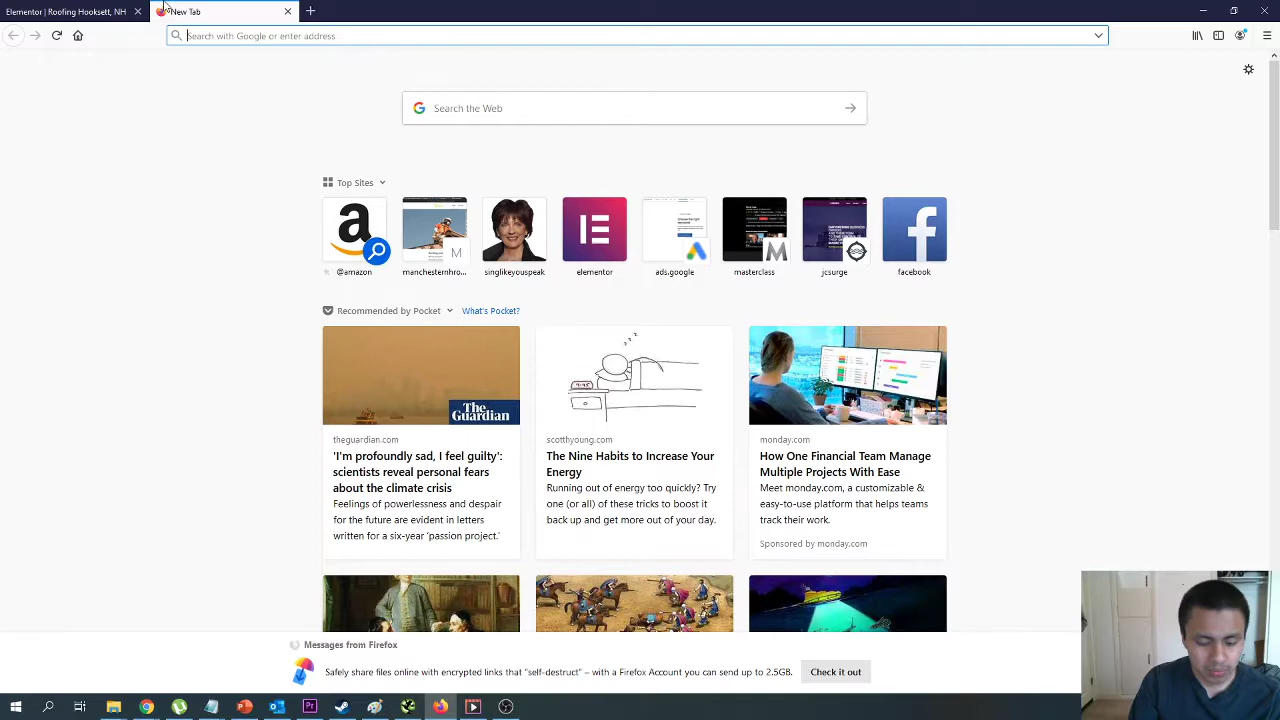 Elementor | Roofing Hooksett, NH
New Tab
Search with Google or enter address
Search the Web
Top Sites
@amazon
manchesternhro...
singlikeyouspeak
elementor
ads.google
masterclass
jcsurge
facebook
Recommended by Pocket
What's Pocket?
The Guardian
theguardian.com
'I'm profoundly sad, I feel guilty':
scientists reveal personal fears
about the climate crisis
Feelings of powerlessness and despair
for the future are evident in letters
written for a six-year 'passion project.'
scotthyoung.com
The Nine Habits to Increase Your
Energy
Running out of energy too quickly? Try
one (or all) of these tricks to boost it
back up and get more out of your day.
monday.com
How One Financial Team Manage
Multiple Projects With Ease
Meet monday.com, a customizable &
easy-to-use platform that helps teams
track their work.
Sponsored by monday.com
Messages from Firefox
Safely share files online with encrypted links that "self-destruct" – with a Firefox Account you can send up to 2.5GB.
Check it out